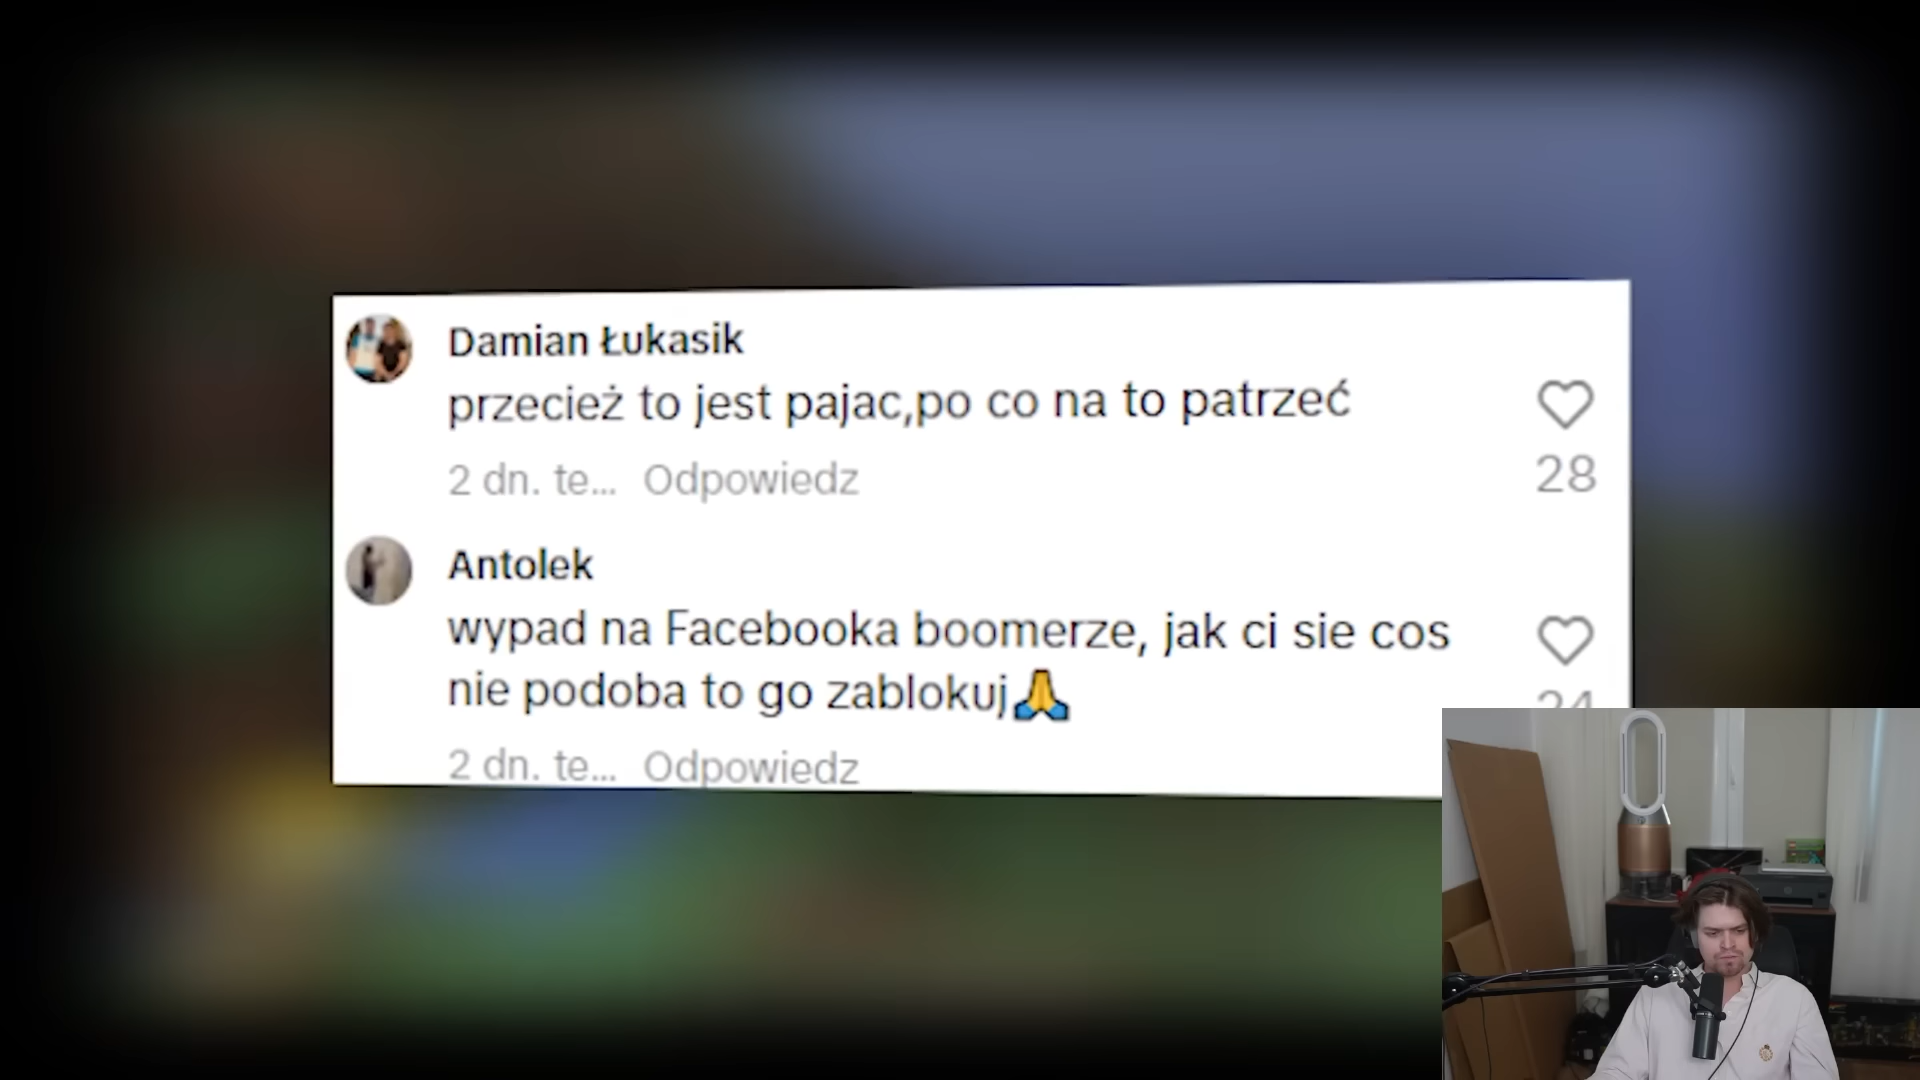 Damian Łukasik
przecież to jest pajac,po co na to patrzeć
2 dn. te... Odpowiedz
28
Antolek
wypad na Facebooka boomerze, jak ci sie cos
nie podoba to go zablokuj🙏
24
2 dn. te... Odpowiedz